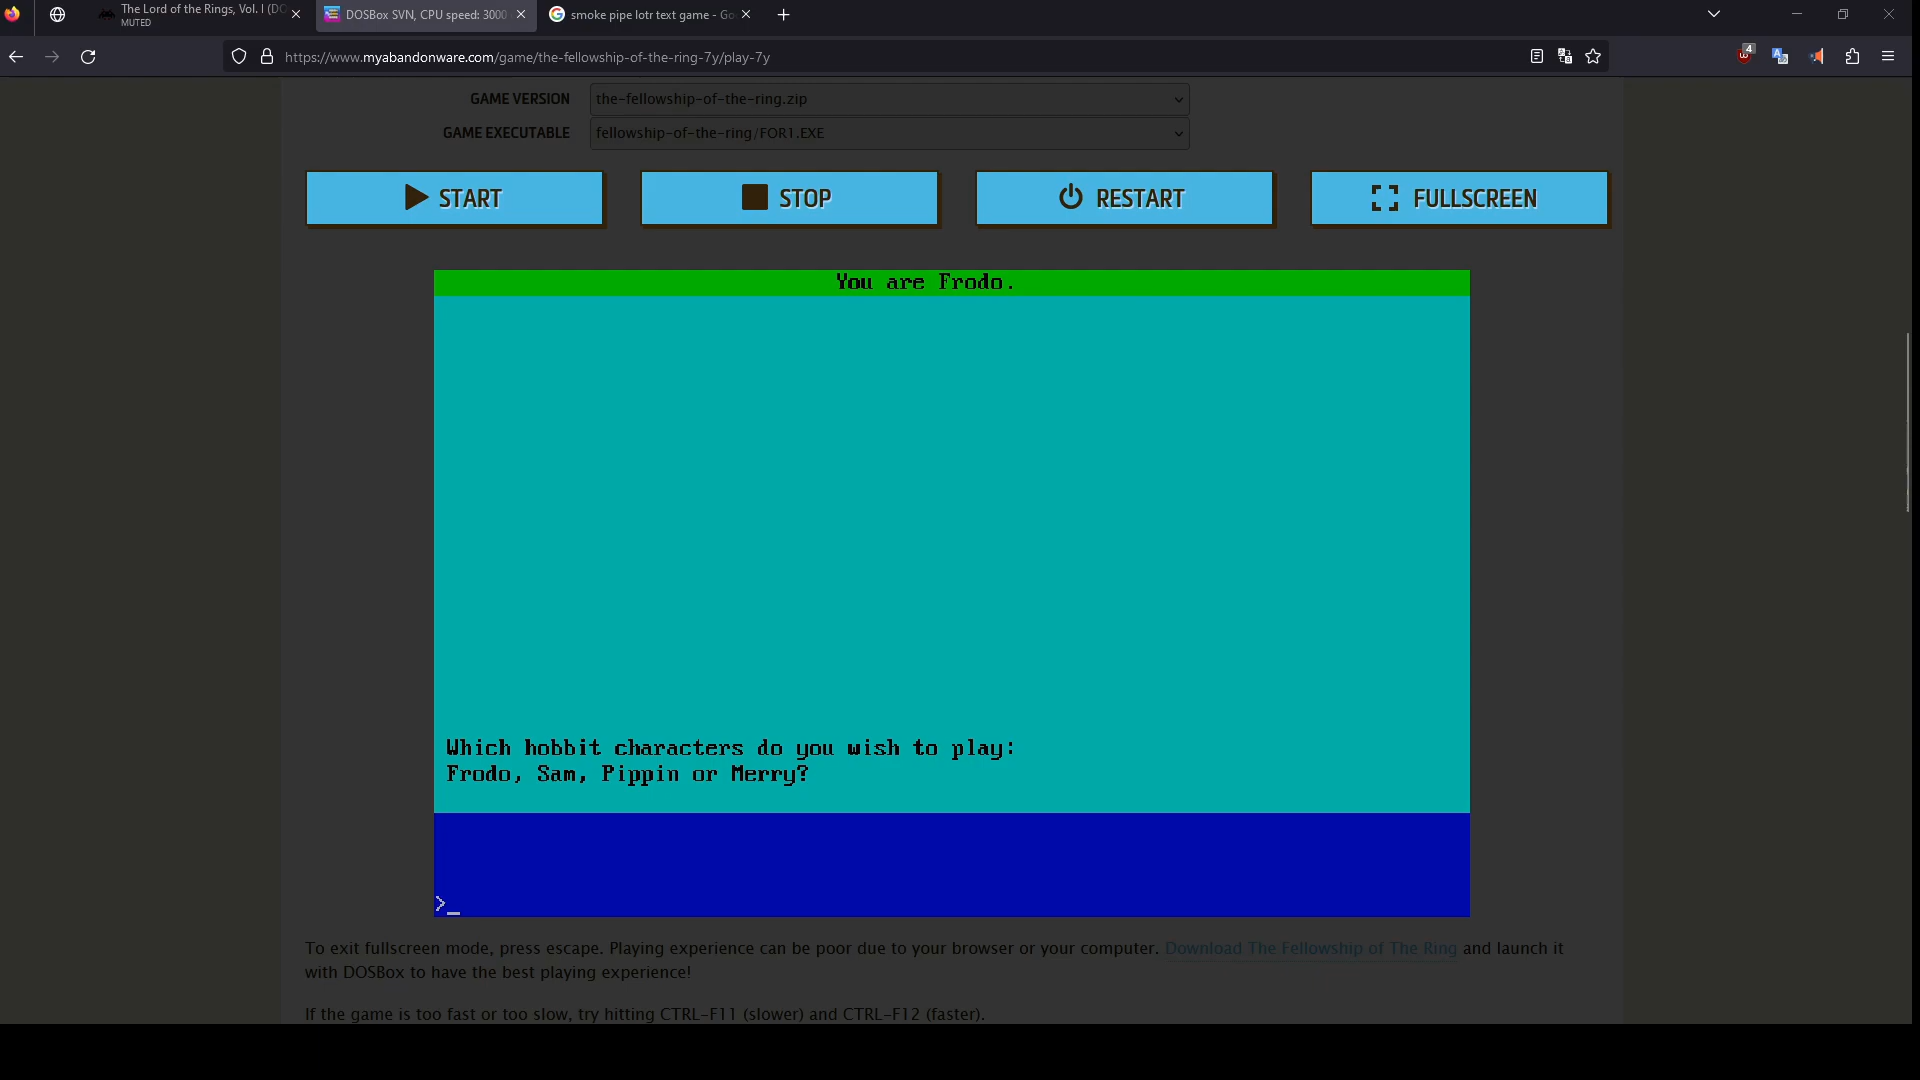 The Lord of the Rings, Vol. I (DO
MUTED
DOSBox SVN, CPU speed: 3000
smoke pipe lotr text game - Go
https://www.myabandonware.com/game/the-fellowship-of-the-ring-7y/play-7y
4
GAME VERSION the-fellowship-of-the-ring.zip
GAME EXECUTABLE fellowship-of-the-ring/FOR1.EXE
START STOP RESTART FULLSCREEN
You are Frodo.
Which hobbit characters do you wish to play:
Frodo, Sam, Pippin or Merry?
>_
To exit fullscreen mode, press escape. Playing experience can be poor due to your browser or your computer. Download The Fellowship of The Ring and launch it
with DOSBox to have the best playing experience!
If the game is too fast or too slow, try hitting CTRL-F11 (slower) and CTRL-F12 (faster).